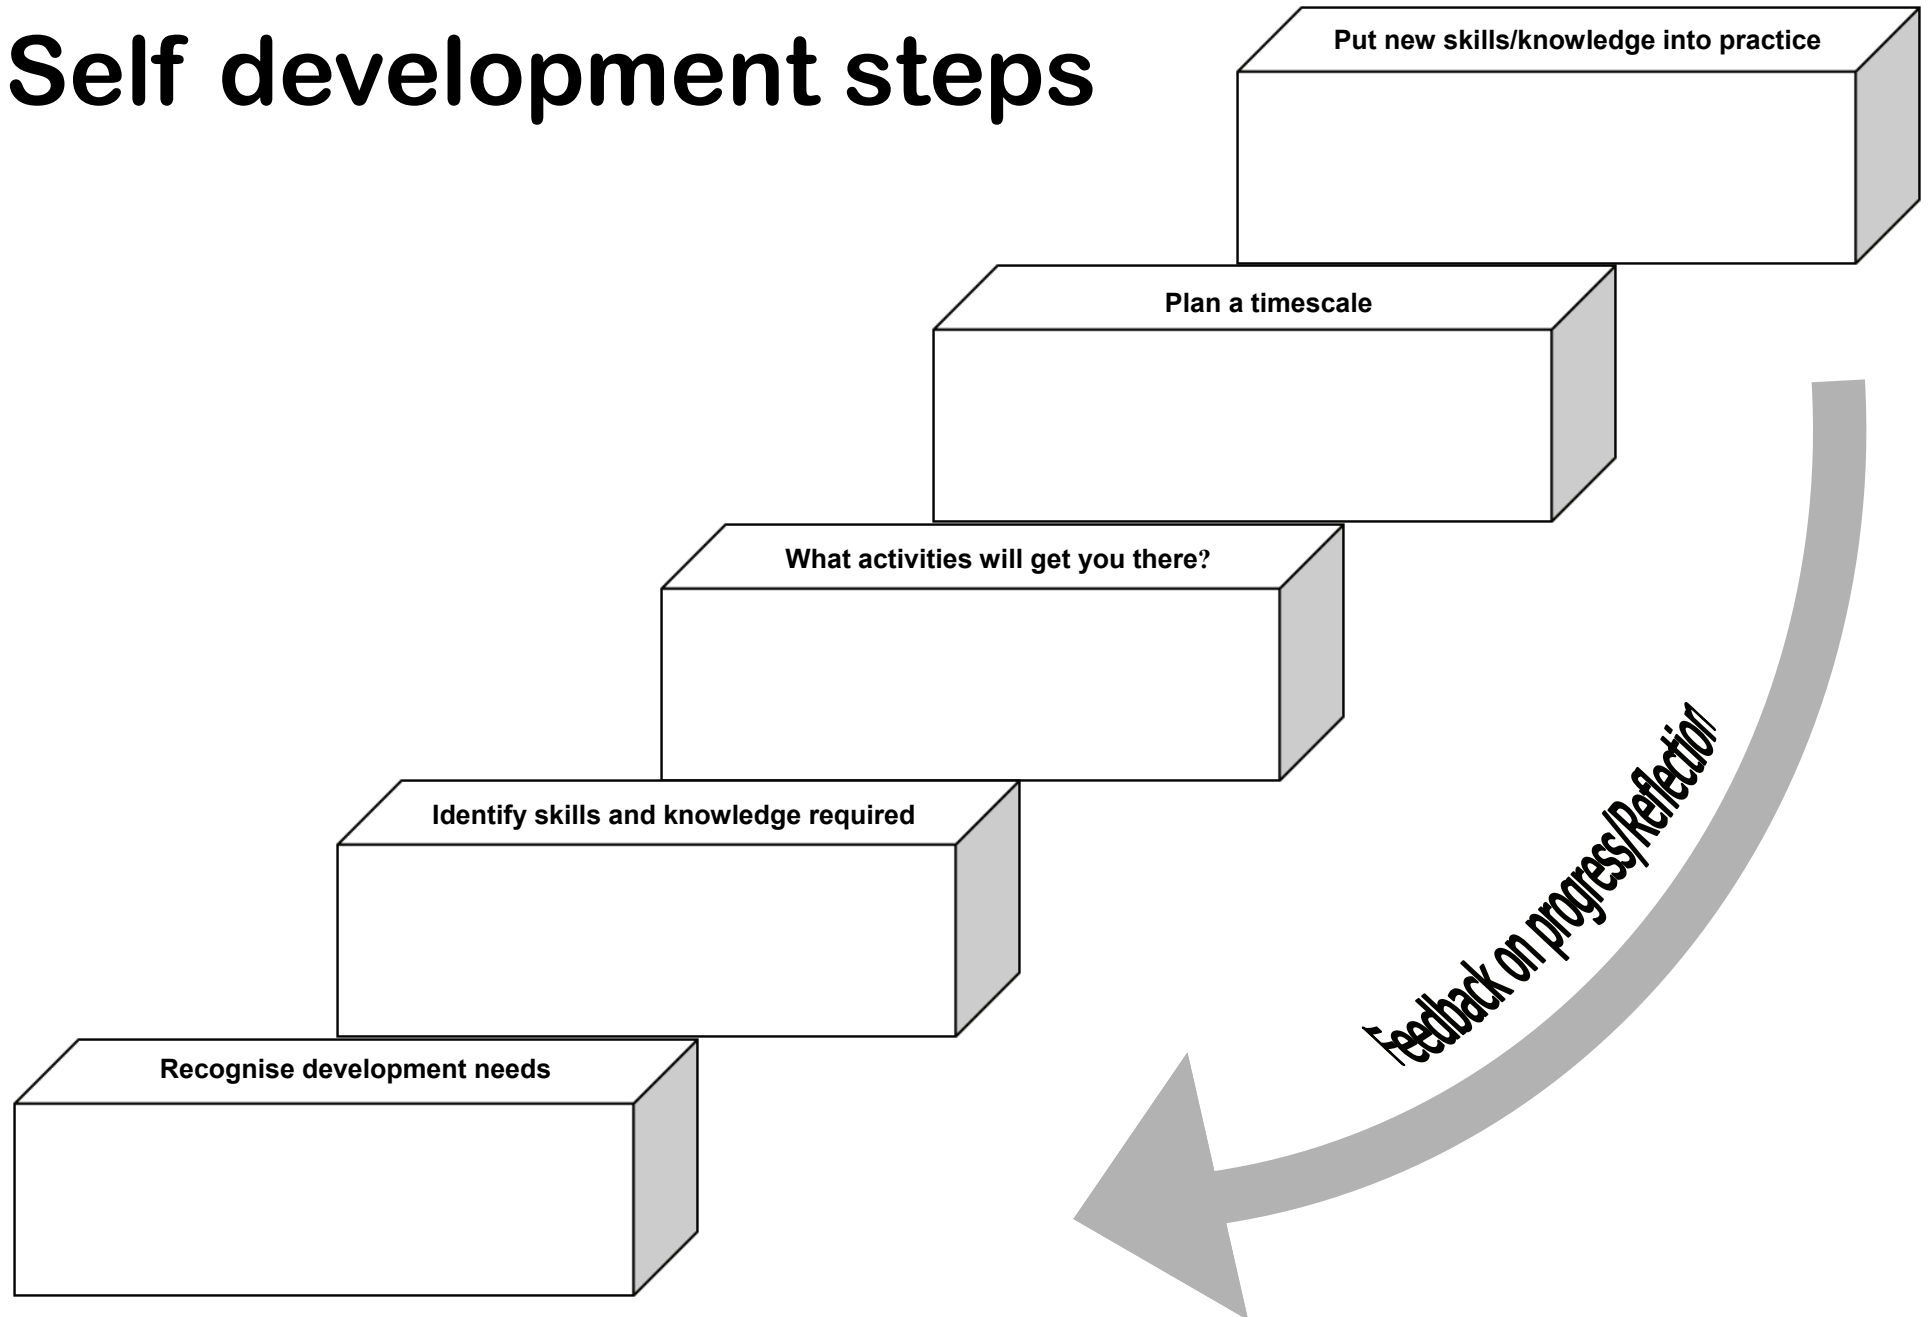 Self development steps
Put new skills/knowledge into practice
Plan a timescale
What activities will get you there?
Identify skills and knowledge required
Recognise development needs
Feedback on progress/Reflection